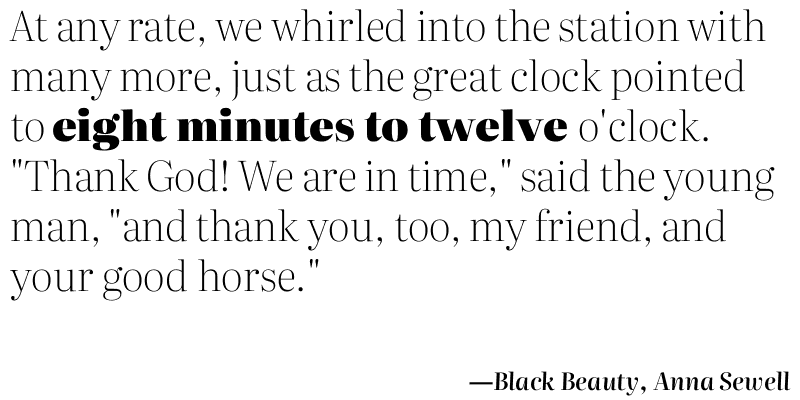 At any rate, we whirled into the station with
many more, just as the great clock pointed
to eight minutes to twelve o'clock.
"Thank God! We are in time," said the young
man, "and thank you, too, my friend, and
your good horse."
—Black Beauty, Anna Sewell